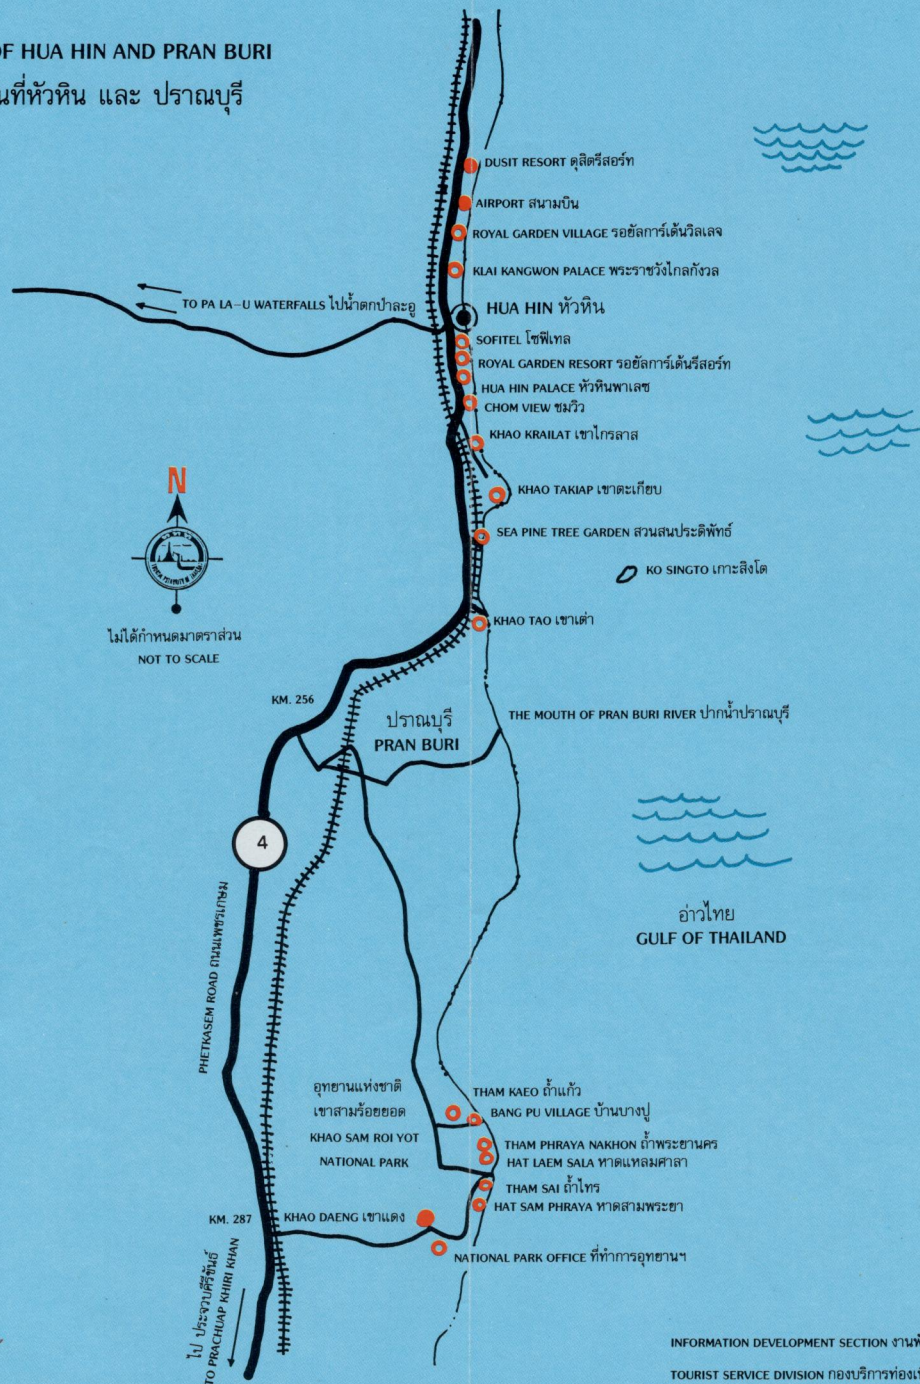 OF HUA HIN AND PRAN BURI
นที่หัวหิน และ ปราณบุรี
DUSIT RESORT ดุสิตรีสอร์ท
AIRPORT สนามบิน
ROYAL GARDEN VILLAGE รอยัลการ์เด้นวิลเลจ
KLAI KANGWON PALACE พระราชวังไกลกังวล
TO PA LA-U WATERFALLS ไปน้ำตกป่าละอู
HUA HIN หัวหิน
SOFITEL โซฟิเทล
ROYAL GARDEN RESORT รอยัลการ์เด้นรีสอร์ท
HUA HIN PALACE หัวหินพาเลซ
CHOM VIEW ชมวิว
KHAO KRAILAT เขาไกรลาส
N
KHAO TAKIAP เขาตะเกียบ
SEA PINE TREE GARDEN สวนสนประดิพัทธ์
KO SINGTO เกาะสิงโต
KHAO TAO เขาเต่า
ไม่ได้กำหนดมาตราส่วน
NOT TO SCALE
KM. 256
THE MOUTH OF PRAN BURI RIVER ปากน้ำปราณบุรี
ปราณบุรี
PRAN BURI
4
อ่าวไทย
GULF OF THAILAND
PHETKASEM ROAD ถนนเพชรเกษม
อุทยานแห่งชาติ
เขาสามร้อยยอด
KHAO SAM ROI YOT
NATIONAL PARK
THAM KAEO ถ้ำแก้ว
BANG PU VILLAGE บ้านบางปู
THAM PHRAYA NAKHON ถ้ำพระยานคร
HAT LAEM SALA หาดแหลมศาลา
THAM SAI ถ้ำไทร
HAT SAM PHRAYA หาดสามพระยา
KM. 287
KHAO DAENG เขาแดง
NATIONAL PARK OFFICE ที่ทำการอุทยานฯ
ไป ประจวบคีรีขันธ์
TO PRACHUAP KHIRI KHAN
INFORMATION DEVELOPMENT SECTION งานพั
TOURIST SERVICE DIVISION กองบริการท่องเที่